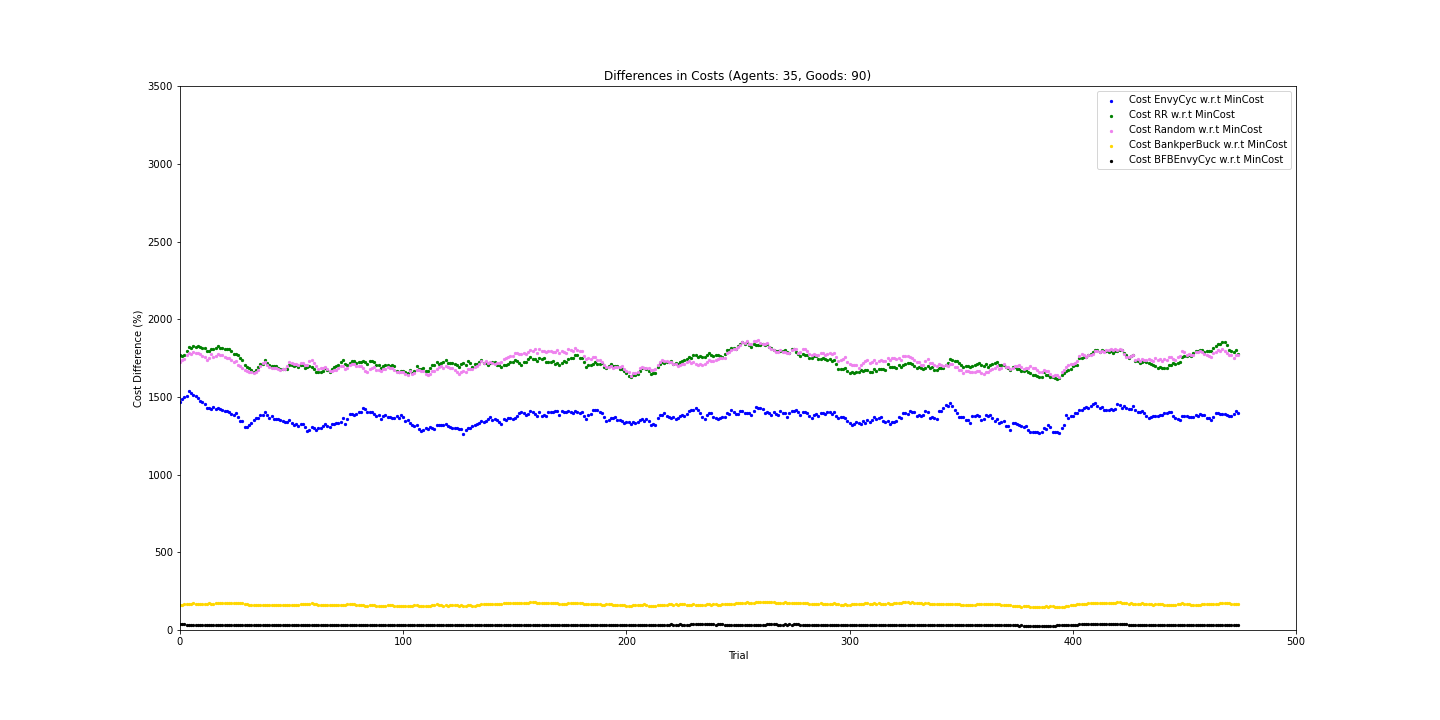 Differences in Costs (Agents: 35, Goods: 90)
3500
3000
2500
2000
1500
1000
500
0
Cost Difference (%)
Cost EnvyCyc w.r.t MinCost
Cost RR w.r.t MinCost
Cost Random w.r.t MinCost
Cost BankperBuck w.r.t MinCost
Cost BFBEnvyCyc w.r.t MinCost
0 100 200 300 400 500
Trial